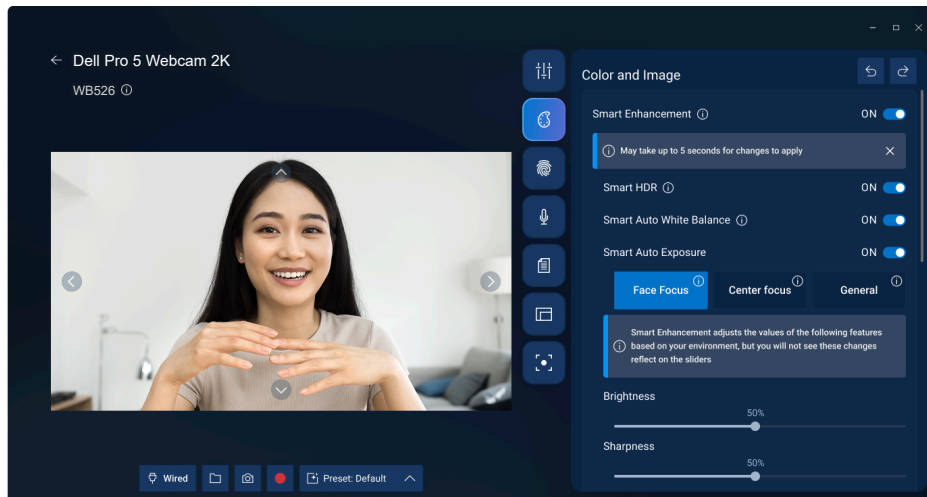 Dell Pro 5 Webcam 2K
WB526
Color and Image
Smart Enhancement ON
May take up to 5 seconds for changes to apply
Smart HDR ON
Smart Auto White Balance ON
Smart Auto Exposure ON
Face Focus Center focus General
Smart Enhancement adjusts the values of the following features
based on your environment, but you will not see these changes
reflect on the sliders
Brightness
50%
Sharpness
50%
Wired Preset: Default